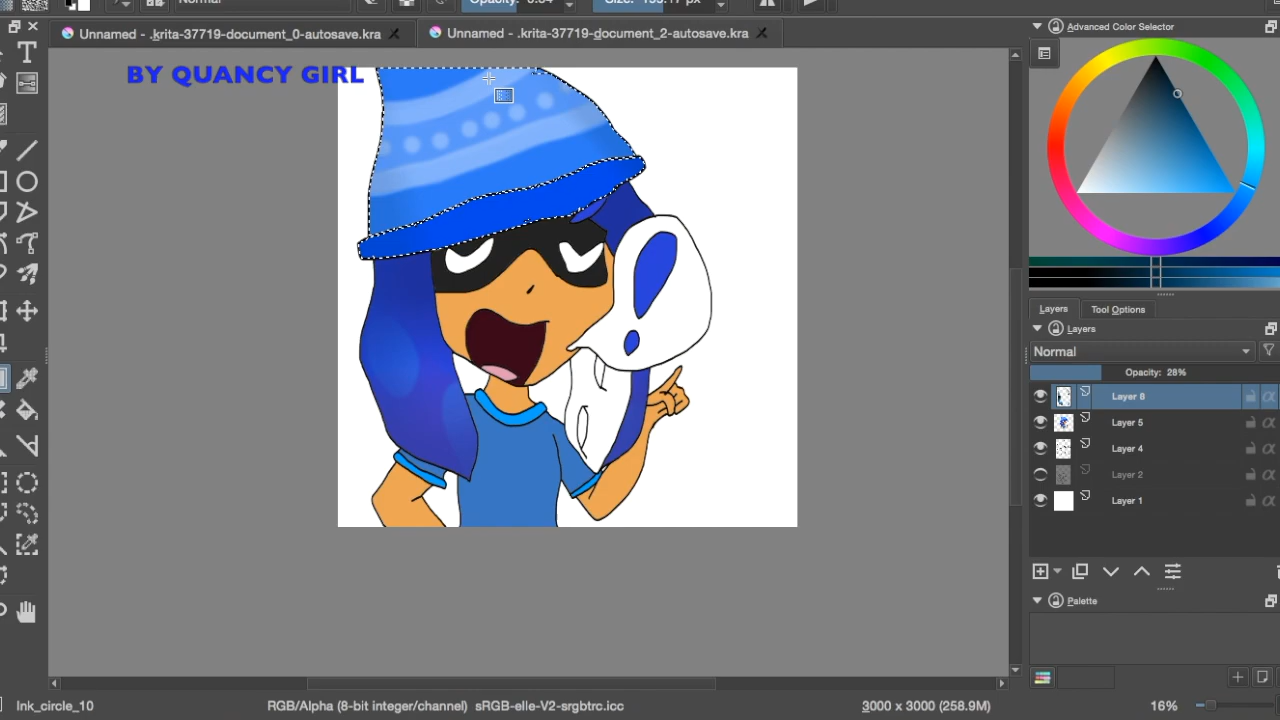 Normal
Opacity: 0.54
Unnamed - .krita-37719-document_0-autosave.kra
Unnamed - .krita-37719-document_2-autosave.kra
BY QUANCY GIRL
Advanced Color Selector
Layers
Tool Options
Layers
Normal
Opacity: 28%
Layer 8
Layer 5
Layer 4
Layer 2
Layer 1
Palette
Ink_circle_10
RGB/Alpha (8-bit integer/channel) sRGB-elle-V2-srgbtrc.icc
3000 x 3000 (258.9M)
16%